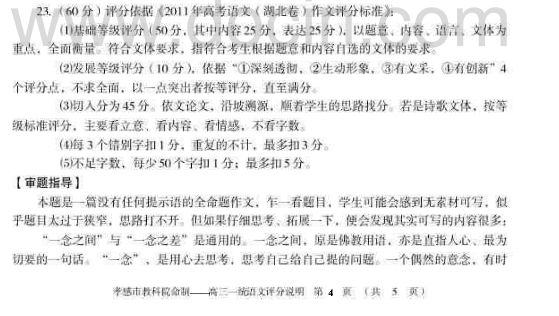 23.（60分）评分依据《2011年高考语文（湖北卷）作文评分标准》：
(1)基础等级评分（50分，其中内容25分，表达25分），以题意、内容、语言、文体为
重点，全面衡量。符合文体要求，指符合考生根据题意和内容自选的文体的要求。
(2)发展等级评分（10分），依据“①深刻透彻，②生动形象，③有文采，④有创新”4
个评分点，不求全面，以一点突出者按等评分，直至满分。
(3)切入分为45分。依文论文，沿坡溯源，顺着学生的思路找分。若是诗歌文体，按等
级标准评分，主要看立意、看内容、看情感，不看字数。
(4)每3个错别字扣1分，重复的不计，最多扣3分。
(5)不足字数，每少50个字扣1分；最多扣5分。
【审题指导】
本题是一篇没有任何提示语的全命题作文，乍一看题目，学生可能会感到无素材可写，似
乎题目太过于狭窄，思路打不开。但如果仔细思考、拓展一下，便会发现其实可写的内容很多：
“一念之间”与“一念之差”是通用的。一念之间，原是佛教用语，亦是直指人心、最为
切要的一句话。“一念”、是用心去思考，思考自己给自己提的问题。一个偶然的意念，有时
孝感市教科院命制——高三一统语文评分说明 第 4 页 （共 5 页）